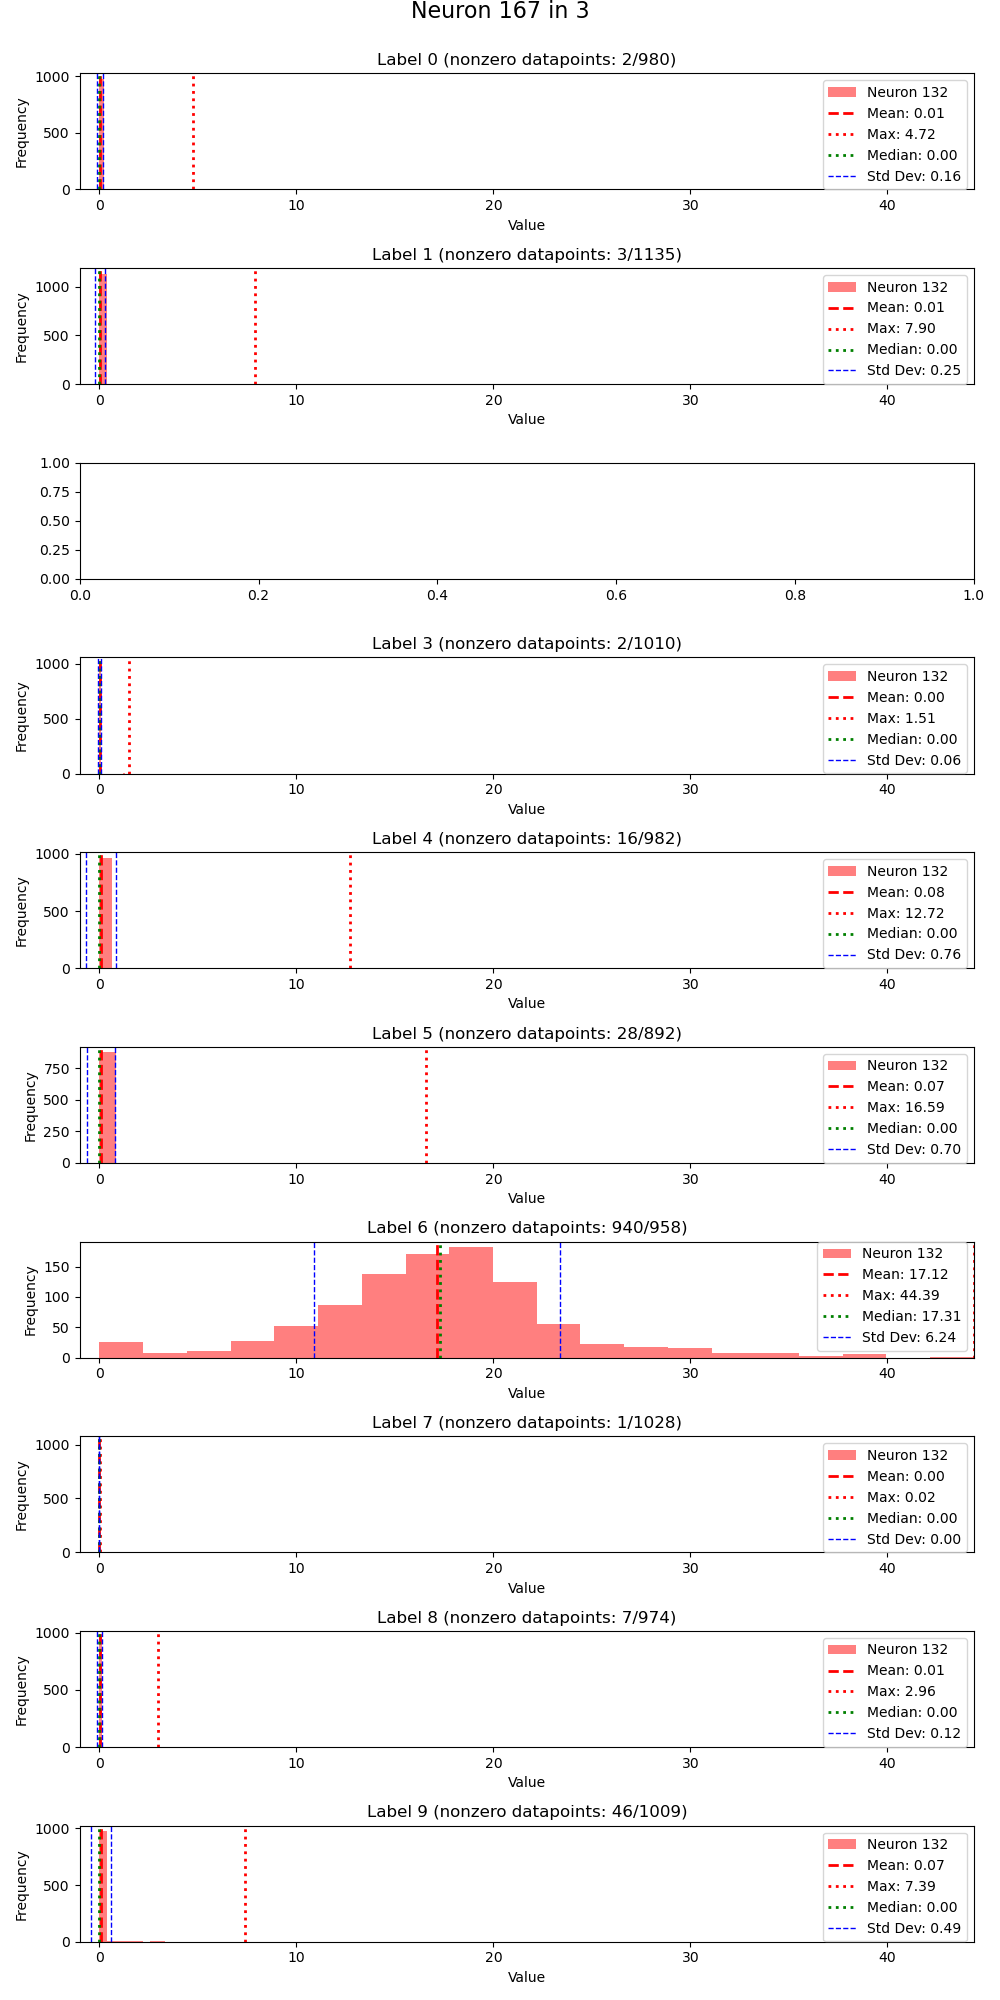 Neuron 167 in 3
Label 0 (nonzero datapoints: 2/980)
1000
500
0
Frequency
Neuron 132
Mean: 0.01
Max: 4.72
Median: 0.00
Std Dev: 0.16
0 10 20 30 40
Value
Label 1 (nonzero datapoints: 3/1135)
1000
500
0
Frequency
Neuron 132
Mean: 0.01
Max: 7.90
Median: 0.00
Std Dev: 0.25
0 10 20 30 40
Value
1.00
0.75
0.50
0.25
0.00
0.0 0.2 0.4 0.6 0.8 1.0
Label 3 (nonzero datapoints: 2/1010)
1000
500
0
Frequency
Neuron 132
Mean: 0.00
Max: 1.51
Median: 0.00
Std Dev: 0.06
0 10 20 30 40
Value
Label 4 (nonzero datapoints: 16/982)
1000
500
0
Frequency
Neuron 132
Mean: 0.08
Max: 12.72
Median: 0.00
Std Dev: 0.76
0 10 20 30 40
Value
Label 5 (nonzero datapoints: 28/892)
750
500
250
0
Frequency
Neuron 132
Mean: 0.07
Max: 16.59
Median: 0.00
Std Dev: 0.70
0 10 20 30 40
Value
Label 6 (nonzero datapoints: 940/958)
150
100
50
0
Frequency
Neuron 132
Mean: 17.12
Max: 44.39
Median: 17.31
Std Dev: 6.24
0 10 20 30 40
Value
Label 7 (nonzero datapoints: 1/1028)
1000
500
0
Frequency
Neuron 132
Mean: 0.00
Max: 0.02
Median: 0.00
Std Dev: 0.00
0 10 20 30 40
Value
Label 8 (nonzero datapoints: 7/974)
1000
500
0
Frequency
Neuron 132
Mean: 0.01
Max: 2.96
Median: 0.00
Std Dev: 0.12
0 10 20 30 40
Value
Label 9 (nonzero datapoints: 46/1009)
1000
500
0
Frequency
Neuron 132
Mean: 0.07
Max: 7.39
Median: 0.00
Std Dev: 0.49
0 10 20 30 40
Value